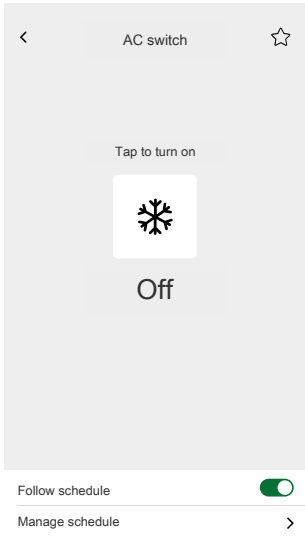 AC switch
Tap to turn on
Off
Follow schedule
Manage schedule